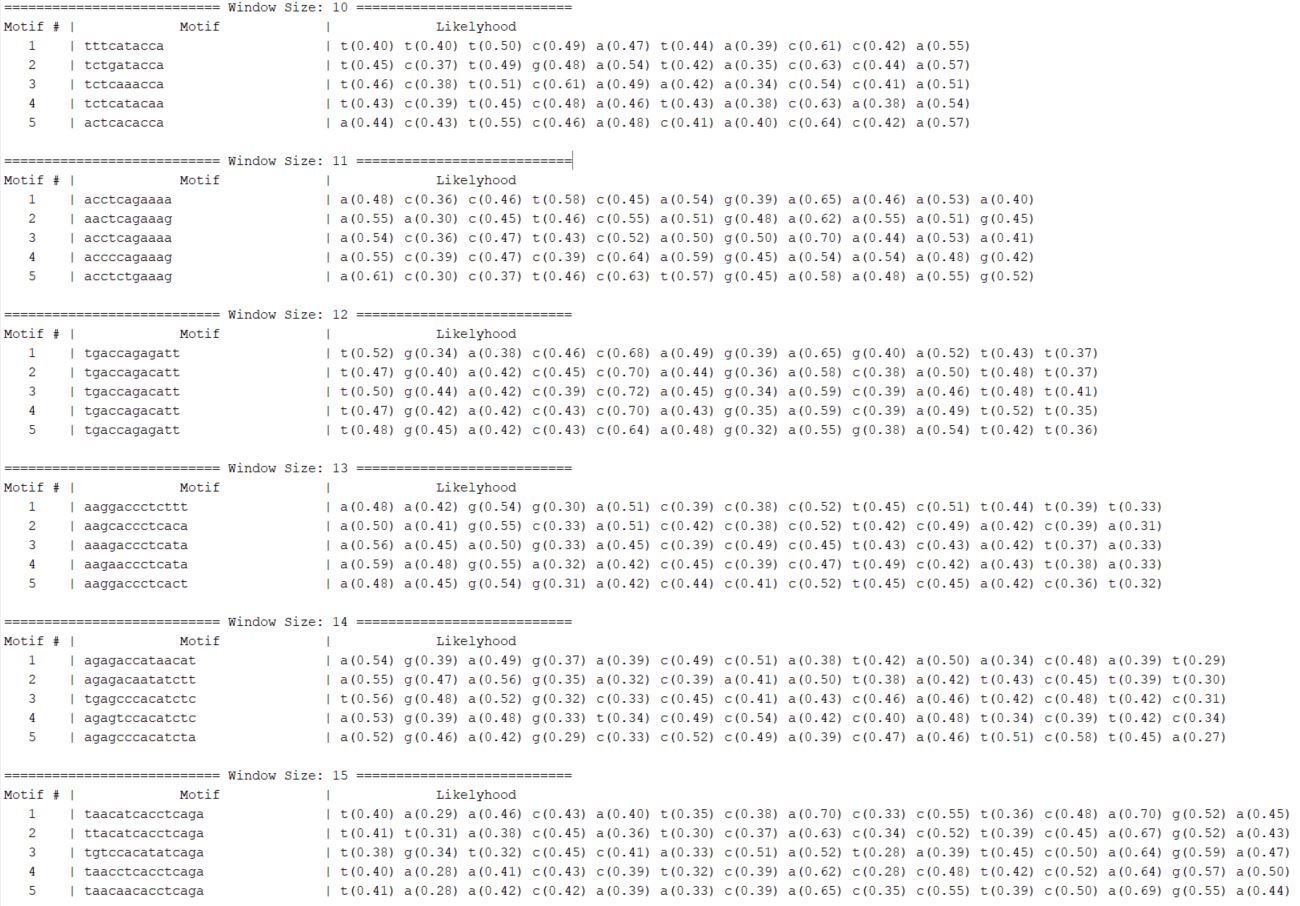 =========================== Window Size: 10 ===========================
Motif # | Motif | Likelyhood
1 | tttcatacca | t(0.40) t(0.40) t(0.50) c(0.49) a(0.47) t(0.44) a(0.39) c(0.61) c(0.42) a(0.55)
2 | tctgatacca | t(0.45) c(0.37) t(0.49) g(0.48) a(0.54) t(0.42) a(0.35) c(0.63) c(0.44) a(0.57)
3 | tctcaaacca | t(0.46) c(0.38) t(0.51) c(0.61) a(0.49) a(0.42) a(0.34) c(0.54) c(0.41) a(0.51)
4 | tctcatacaa | t(0.43) c(0.39) t(0.45) c(0.48) a(0.46) t(0.43) a(0.38) c(0.63) a(0.38) a(0.54)
5 | actcacacca | a(0.44) c(0.43) t(0.55) c(0.46) a(0.48) c(0.41) a(0.40) c(0.64) c(0.42) a(0.57)
=========================== Window Size: 11 ===========================
Motif # | Motif | Likelyhood
1 | acctcagaaaa | a(0.48) c(0.36) c(0.46) t(0.58) c(0.45) a(0.54) g(0.39) a(0.65) a(0.46) a(0.53) a(0.40)
2 | aactcagaaag | a(0.55) a(0.30) c(0.45) t(0.46) c(0.55) a(0.51) g(0.48) a(0.62) a(0.55) a(0.51) g(0.45)
3 | acctcagaaaa | a(0.54) c(0.36) c(0.47) t(0.43) c(0.52) a(0.50) g(0.50) a(0.70) a(0.44) a(0.53) a(0.41)
4 | accccagaaag | a(0.55) c(0.39) c(0.47) c(0.39) c(0.64) a(0.59) g(0.45) a(0.54) a(0.54) a(0.48) g(0.42)
5 | acctctgaaag | a(0.61) c(0.30) c(0.37) t(0.46) c(0.63) t(0.57) g(0.45) a(0.58) a(0.48) a(0.55) g(0.52)
=========================== Window Size: 12 ===========================
Motif # | Motif | Likelyhood
1 | tgaccagagatt | t(0.52) g(0.34) a(0.38) c(0.46) c(0.68) a(0.49) g(0.39) a(0.65) g(0.40) a(0.52) t(0.43) t(0.37)
2 | tgaccagacatt | t(0.47) g(0.40) a(0.42) c(0.45) c(0.70) a(0.44) g(0.36) a(0.58) c(0.38) a(0.50) t(0.48) t(0.37)
3 | tgaccagacatt | t(0.50) g(0.44) a(0.42) c(0.39) c(0.72) a(0.45) g(0.34) a(0.59) c(0.39) a(0.46) t(0.48) t(0.41)
4 | tgaccagacatt | t(0.47) g(0.42) a(0.42) c(0.43) c(0.70) a(0.43) g(0.35) a(0.59) c(0.39) a(0.49) t(0.52) t(0.35)
5 | tgaccagagatt | t(0.48) g(0.45) a(0.42) c(0.43) c(0.64) a(0.48) g(0.32) a(0.55) g(0.38) a(0.54) t(0.42) t(0.36)
=========================== Window Size: 13 ===========================
Motif # | Motif | Likelyhood
1 | aaggaccctcttt | a(0.48) a(0.42) g(0.54) g(0.30) a(0.51) c(0.39) c(0.38) c(0.52) t(0.45) c(0.51) t(0.44) t(0.39) t(0.33)
2 | aagcaccctcaca | a(0.50) a(0.41) g(0.55) c(0.33) a(0.51) c(0.42) c(0.38) c(0.52) t(0.42) c(0.49) a(0.42) c(0.39) a(0.31)
3 | aaagaccctcata | a(0.56) a(0.45) a(0.50) g(0.33) a(0.45) c(0.39) c(0.49) c(0.45) t(0.43) c(0.43) a(0.42) t(0.37) a(0.33)
4 | aagaaccctcata | a(0.59) a(0.48) g(0.55) a(0.32) a(0.42) c(0.45) c(0.39) c(0.47) t(0.49) c(0.42) a(0.43) t(0.38) a(0.33)
5 | aaggaccctcact | a(0.48) a(0.45) g(0.54) g(0.31) a(0.42) c(0.44) c(0.41) c(0.52) t(0.45) c(0.45) a(0.42) c(0.36) t(0.32)
=========================== Window Size: 14 ===========================
Motif # | Motif | Likelyhood
1 | agagaccataacat | a(0.54) g(0.39) a(0.49) g(0.37) a(0.39) c(0.49) c(0.51) a(0.38) t(0.42) a(0.50) a(0.34) c(0.48) a(0.39) t(0.29)
2 | agagacaatatctt | a(0.55) g(0.47) a(0.56) g(0.35) a(0.32) c(0.39) a(0.41) a(0.50) t(0.38) a(0.42) t(0.43) c(0.45) t(0.39) t(0.30)
3 | tgagcccacatctc | t(0.56) g(0.48) a(0.52) g(0.32) c(0.33) c(0.45) c(0.41) a(0.43) c(0.46) a(0.46) t(0.42) c(0.48) t(0.42) c(0.31)
4 | agagtccacatctc | a(0.53) g(0.39) a(0.48) g(0.33) t(0.34) c(0.49) c(0.54) a(0.42) c(0.40) a(0.48) t(0.34) c(0.39) t(0.42) c(0.34)
5 | agagcccacatcta | a(0.52) g(0.46) a(0.42) g(0.29) c(0.33) c(0.52) c(0.49) a(0.39) c(0.47) a(0.46) t(0.51) c(0.58) t(0.45) a(0.27)
=========================== Window Size: 15 ===========================
Motif # | Motif | Likelyhood
1 | taacatcacctcaga | t(0.40) a(0.29) a(0.46) c(0.43) a(0.40) t(0.35) c(0.38) a(0.70) c(0.33) c(0.55) t(0.36) c(0.48) a(0.70) g(0.52) a(0.45)
2 | ttacatcacctcaga | t(0.41) t(0.31) a(0.38) c(0.45) a(0.36) t(0.30) c(0.37) a(0.63) c(0.34) c(0.52) t(0.39) c(0.45) a(0.67) g(0.52) a(0.43)
3 | tgtccacatatcaga | t(0.38) g(0.34) t(0.32) c(0.45) c(0.41) a(0.33) c(0.51) a(0.52) t(0.28) a(0.39) t(0.45) c(0.50) a(0.64) g(0.59) a(0.47)
4 | taacctcacctcaga | t(0.40) a(0.28) a(0.41) c(0.43) c(0.39) t(0.32) c(0.39) a(0.62) c(0.28) c(0.48) t(0.42) c(0.52) a(0.64) g(0.57) a(0.50)
5 | taacaacacctcaga | t(0.41) a(0.28) a(0.42) c(0.42) a(0.39) a(0.33) c(0.39) a(0.65) c(0.35) c(0.55) t(0.39) c(0.50) a(0.69) g(0.55) a(0.44)